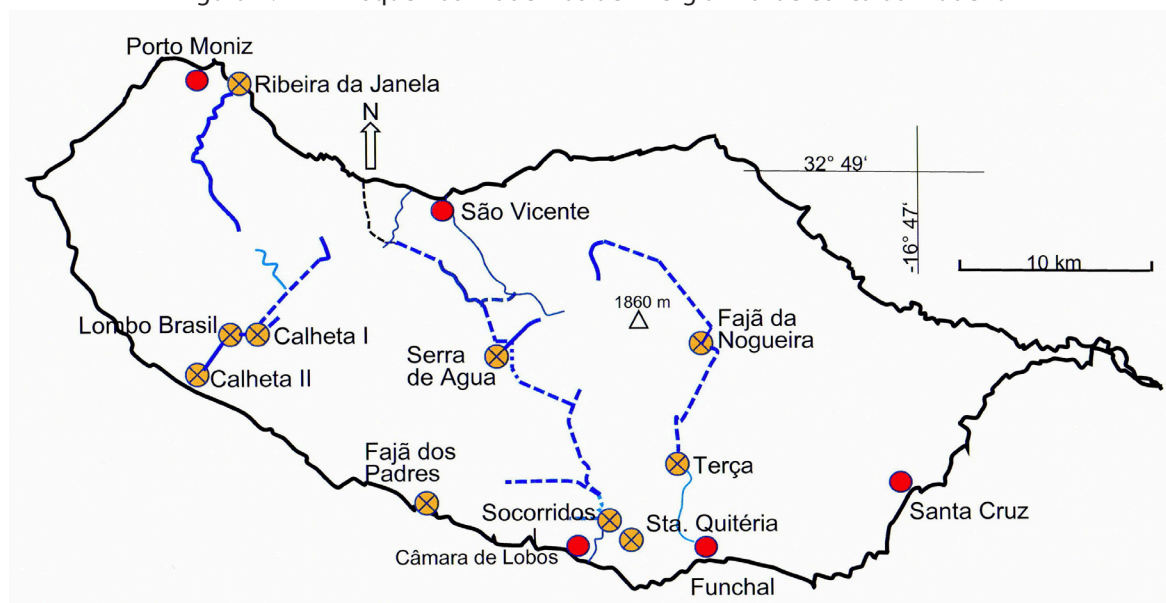 Porto Moniz
Ribeira da Janela
N
32° 49'
-16° 47'
São Vicente
10 km
1860 m
Lombo Brasil
Calheta I
Fajã da
Nogueira
Serra
de Agua
Calheta II
Fajã dos
Padres
Terça
Socorridos
Sta. Quitéria
Santa Cruz
Câmara de Lobos
Funchal